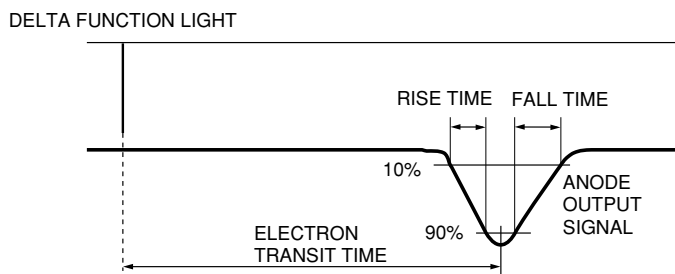 DELTA FUNCTION LIGHT
RISE TIME
FALL TIME
10%
ANODE
OUTPUT
SIGNAL
90%
ELECTRON
TRANSIT TIME